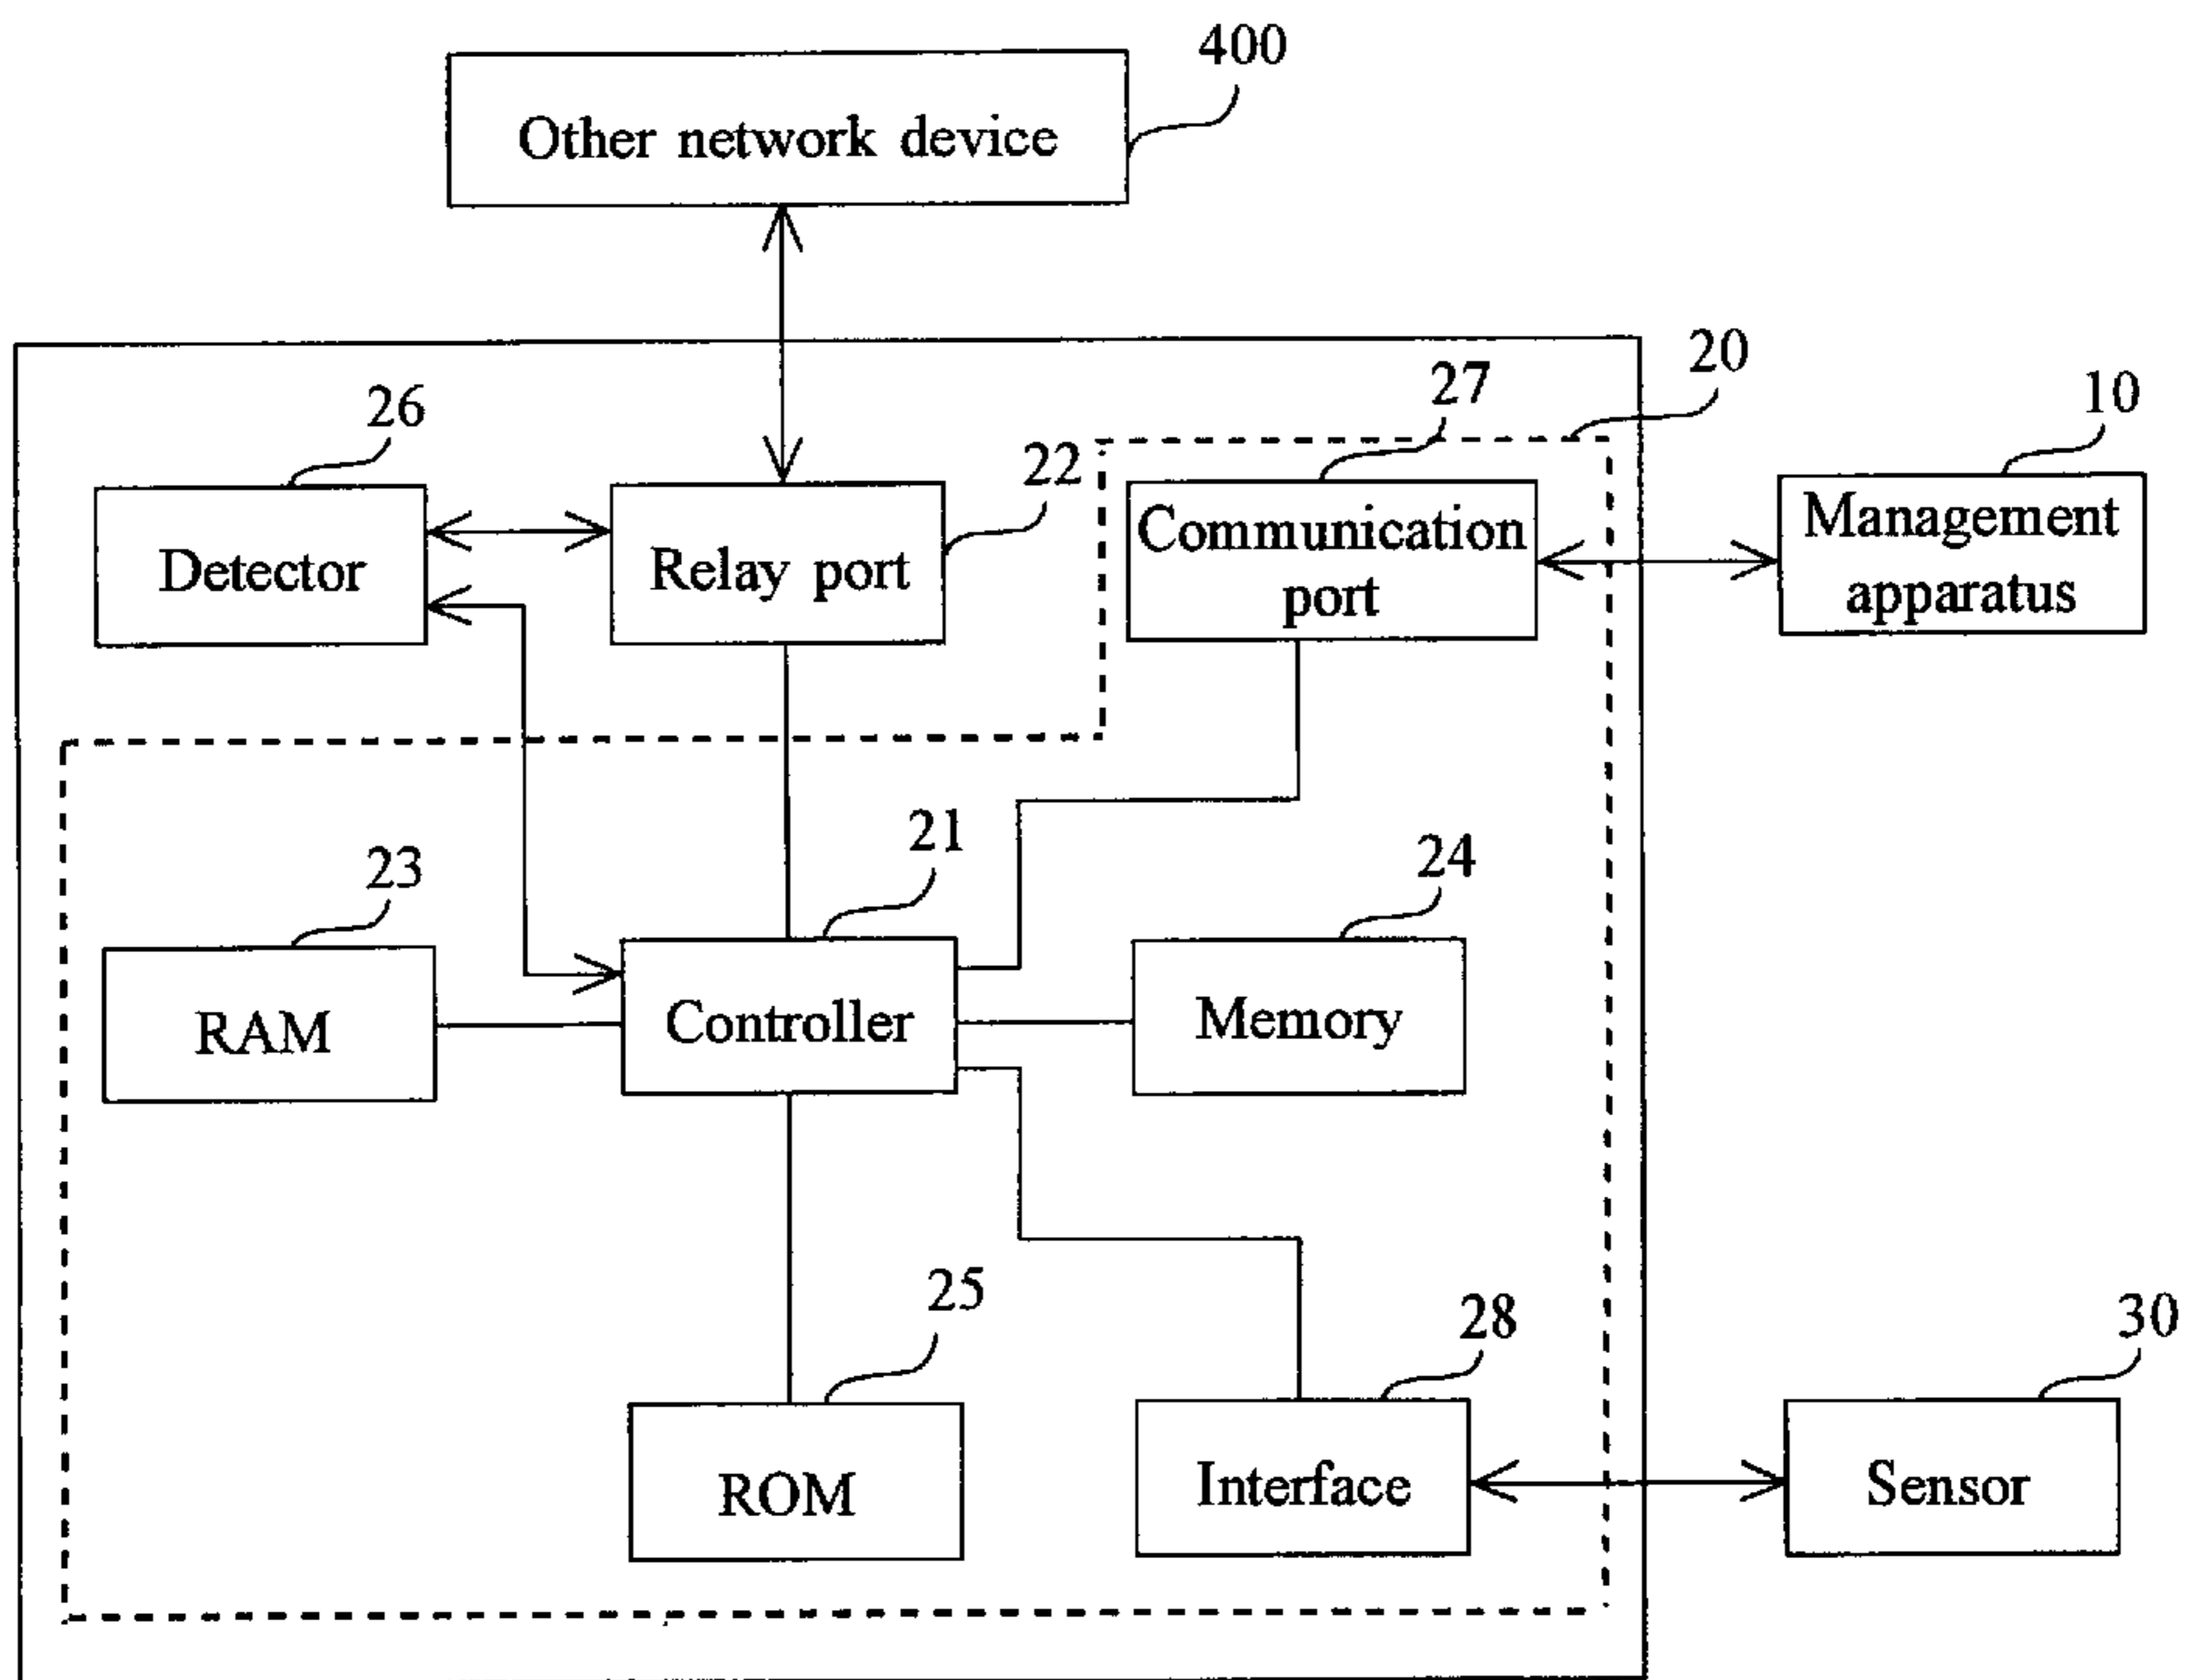 400
Other network device
20
27
10
26
22
Detector
Relay port
Communication
port
Management
apparatus
21
24
23
RAM
Controller
Memory
25
28
30
ROM
Interface
Sensor